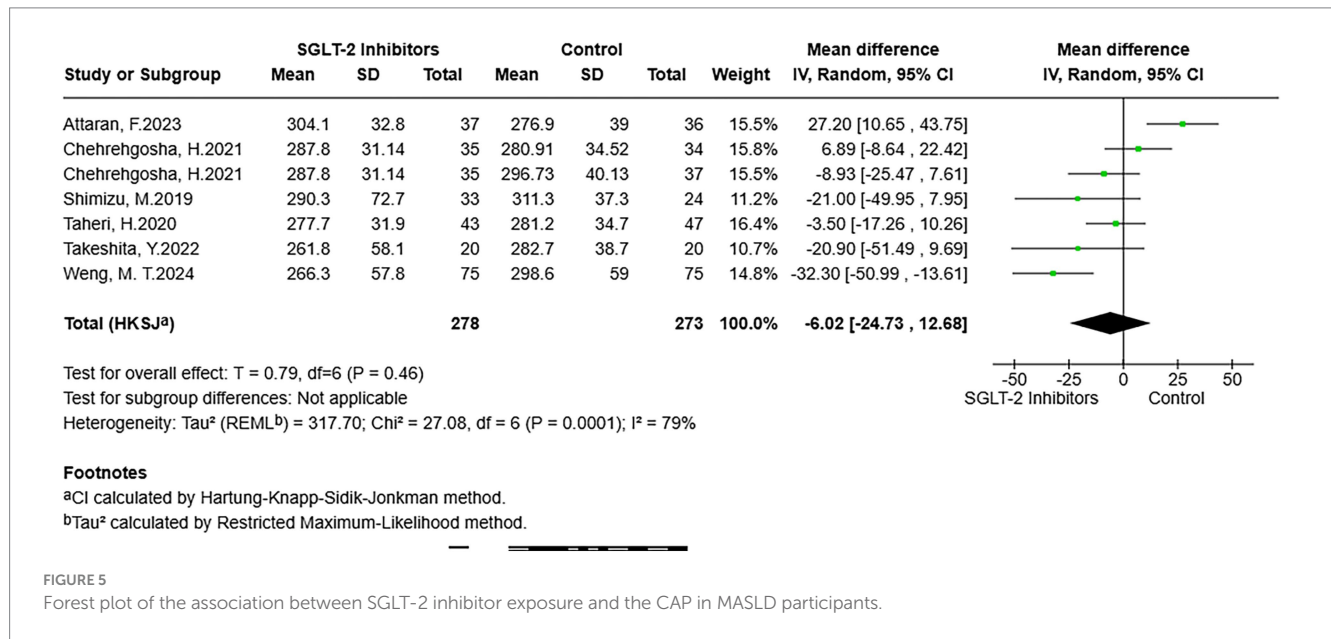 SGLT-2 Inhibitors Control Mean difference Mean difference
Study or Subgroup Mean SD Total Mean SD Total Weight IV, Random, 95% CI IV, Random, 95% CI
Attaran, F.2023 304.1 32.8 37 276.9 39 36 15.5% 27.20 [10.65 , 43.75]
Chehrehgosha, H.2021 287.8 31.14 35 280.91 34.52 34 15.8% 6.89 [-8.64 , 22.42]
Chehrehgosha, H.2021 287.8 31.14 35 296.73 40.13 37 15.5% -8.93 [-25.47 , 7.61]
Shimizu, M.2019 290.3 72.7 33 311.3 37.3 24 11.2% -21.00 [-49.95 , 7.95]
Taheri, H.2020 277.7 31.9 43 281.2 34.7 47 16.4% -3.50 [-17.26 , 10.26]
Takeshita, Y.2022 261.8 58.1 20 282.7 38.7 20 10.7% -20.90 [-51.49 , 9.69]
Weng, M. T.2024 266.3 57.8 75 298.6 59 75 14.8% -32.30 [-50.99 , -13.61]
Total (HKSJᵃ) 278 273 100.0% -6.02 [-24.73 , 12.68]
Test for overall effect: T = 0.79, df=6 (P = 0.46)
Test for subgroup differences: Not applicable
Heterogeneity: Tau² (REMLᵇ) = 317.70; Chi² = 27.08, df = 6 (P = 0.0001); I² = 79%
-50 -25 0 25 50
SGLT-2 Inhibitors Control
Footnotes
ᵃCI calculated by Hartung-Knapp-Sidik-Jonkman method.
ᵇTau² calculated by Restricted Maximum-Likelihood method.
FIGURE 5
Forest plot of the association between SGLT-2 inhibitor exposure and the CAP in MASLD participants.